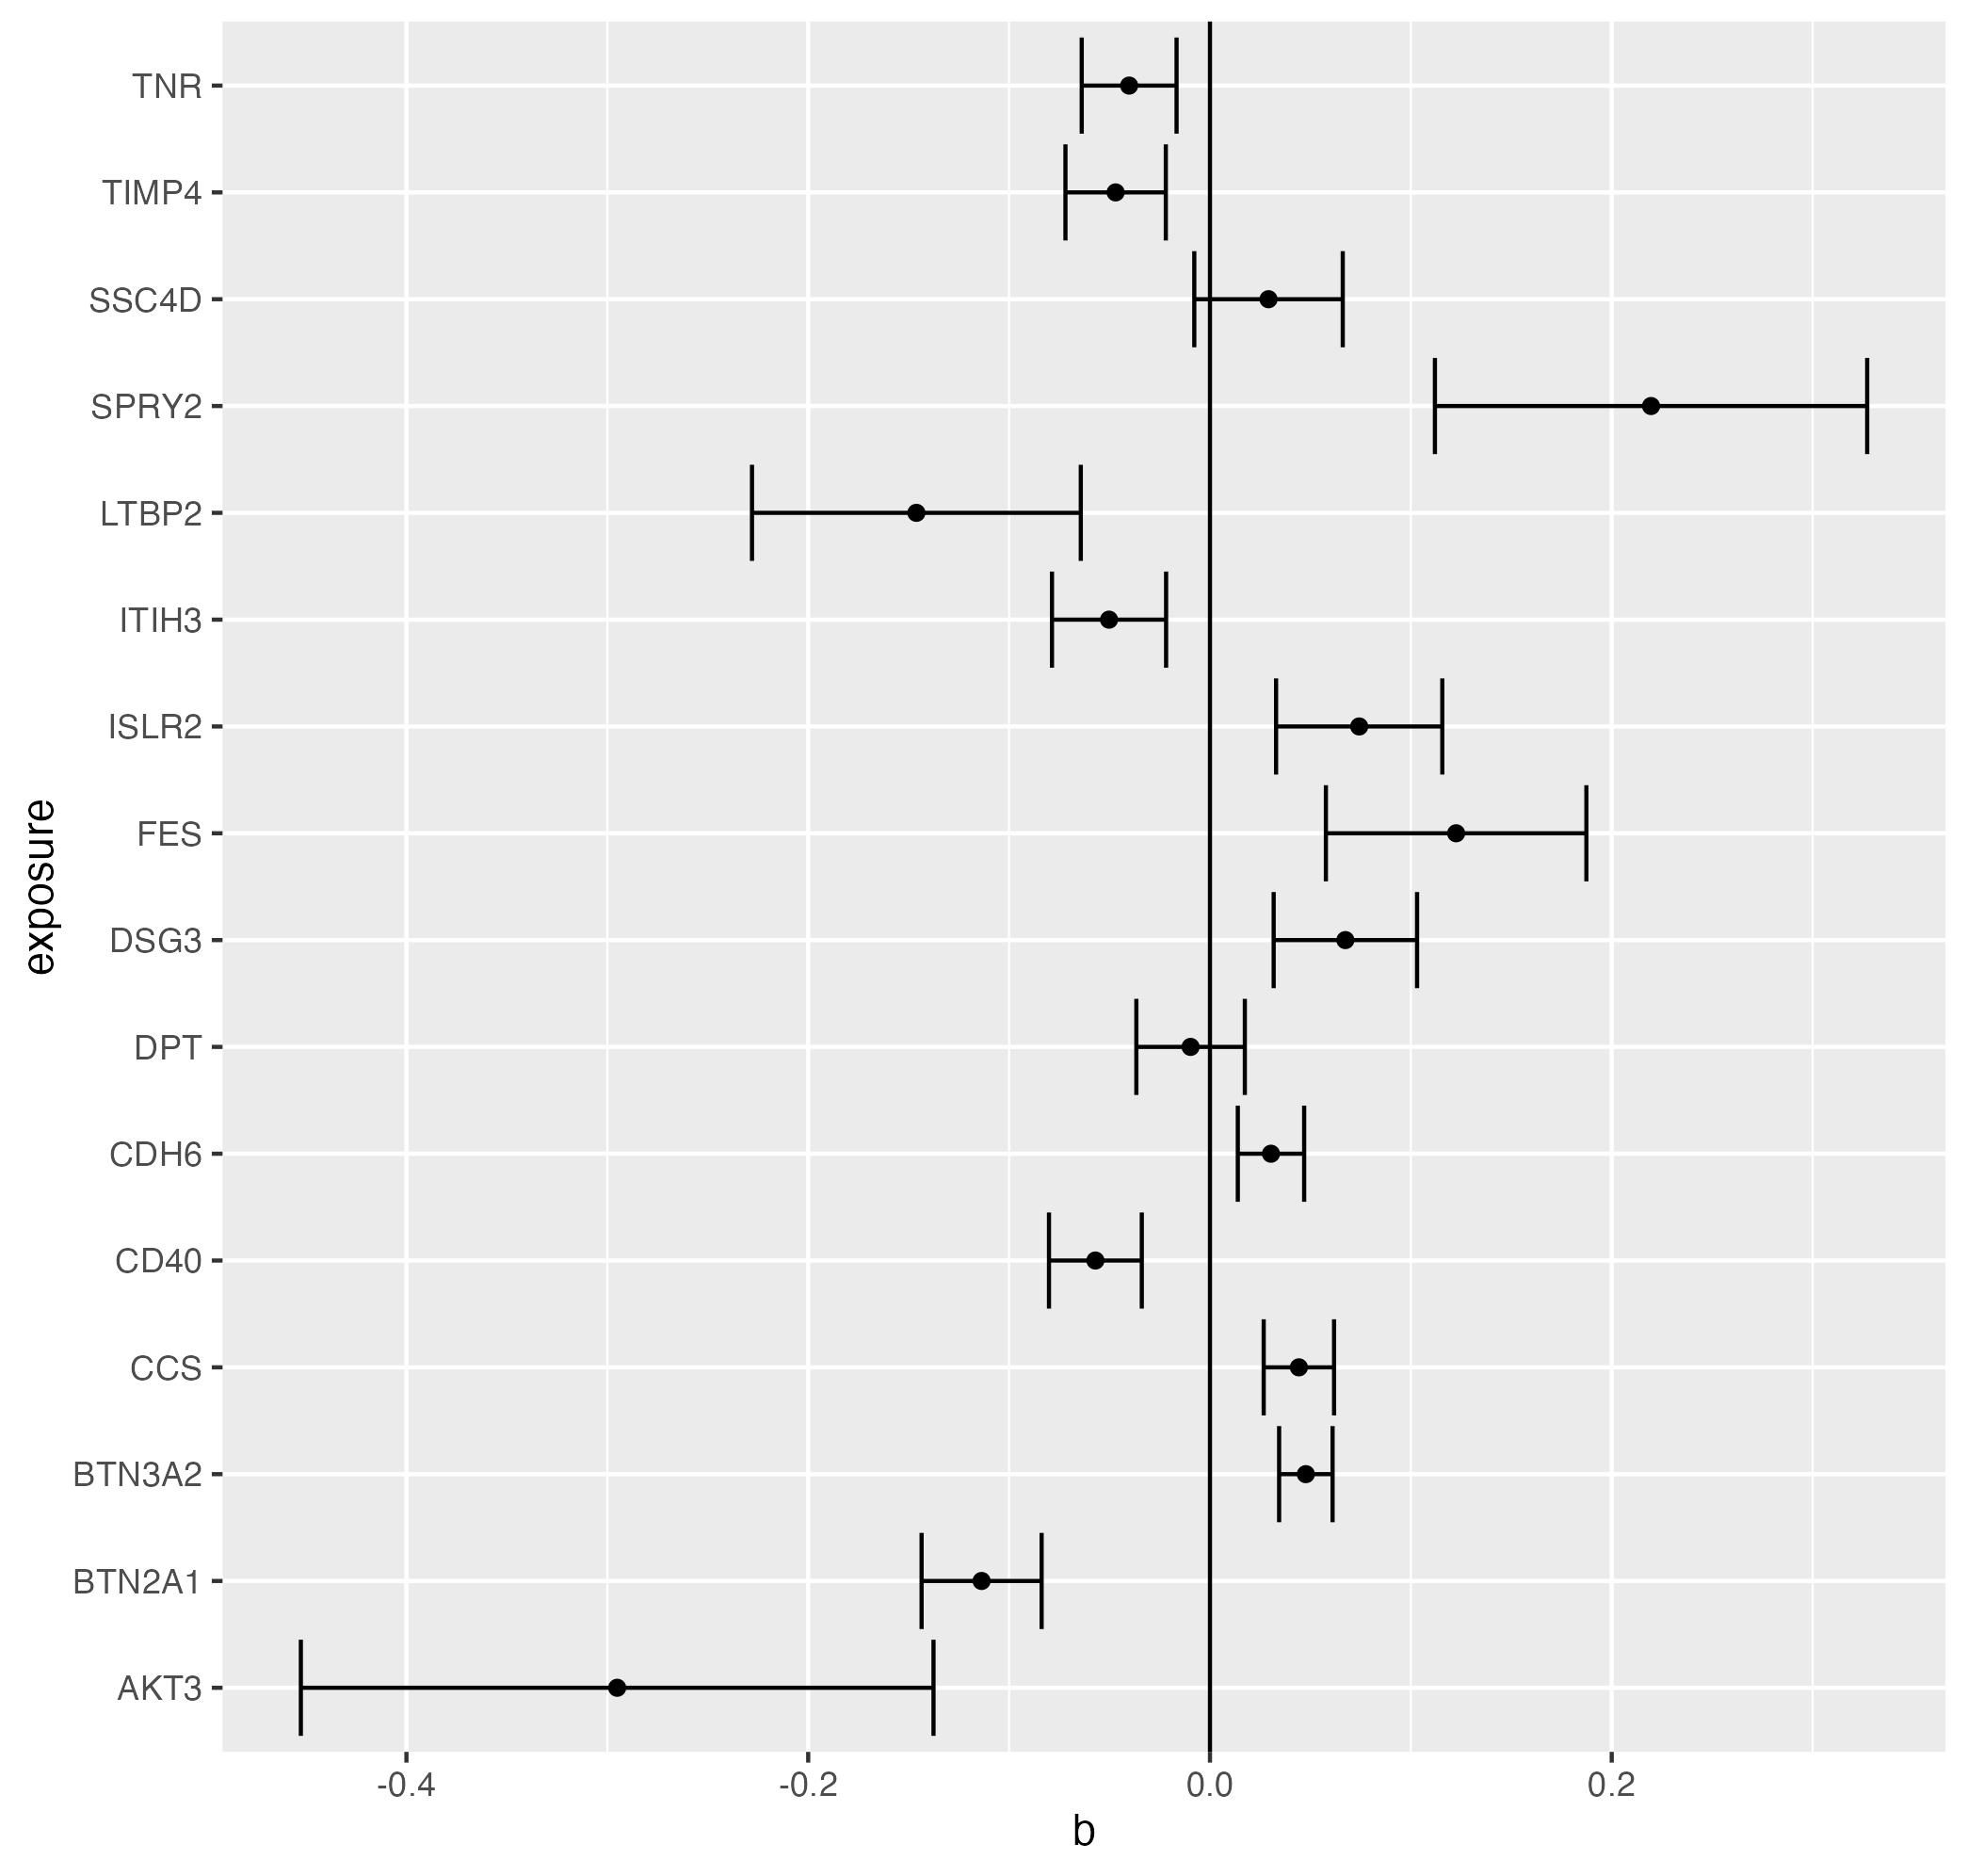 TNR
TIMP4
SSC4D
SPRY2
LTBP2
ITIH3
ISLR2
FES
DSG3
DPT
CDH6
CD40
CCS
BTN3A2
BTN2A1
AKT3
exposure
-0.4 -0.2 0.0 0.2
b